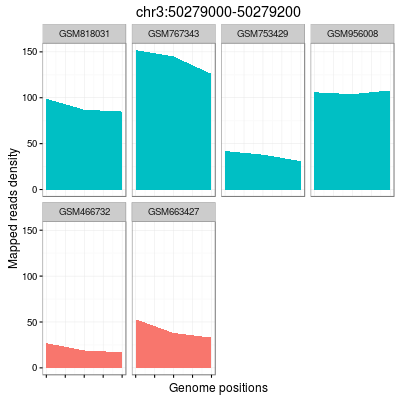 chr3:50279000-50279200
GSM818031 GSM767343 GSM753429 GSM956008
150
100
50
0
GSM466732 GSM663427
150
100
50
0
Mapped reads density
Genome positions